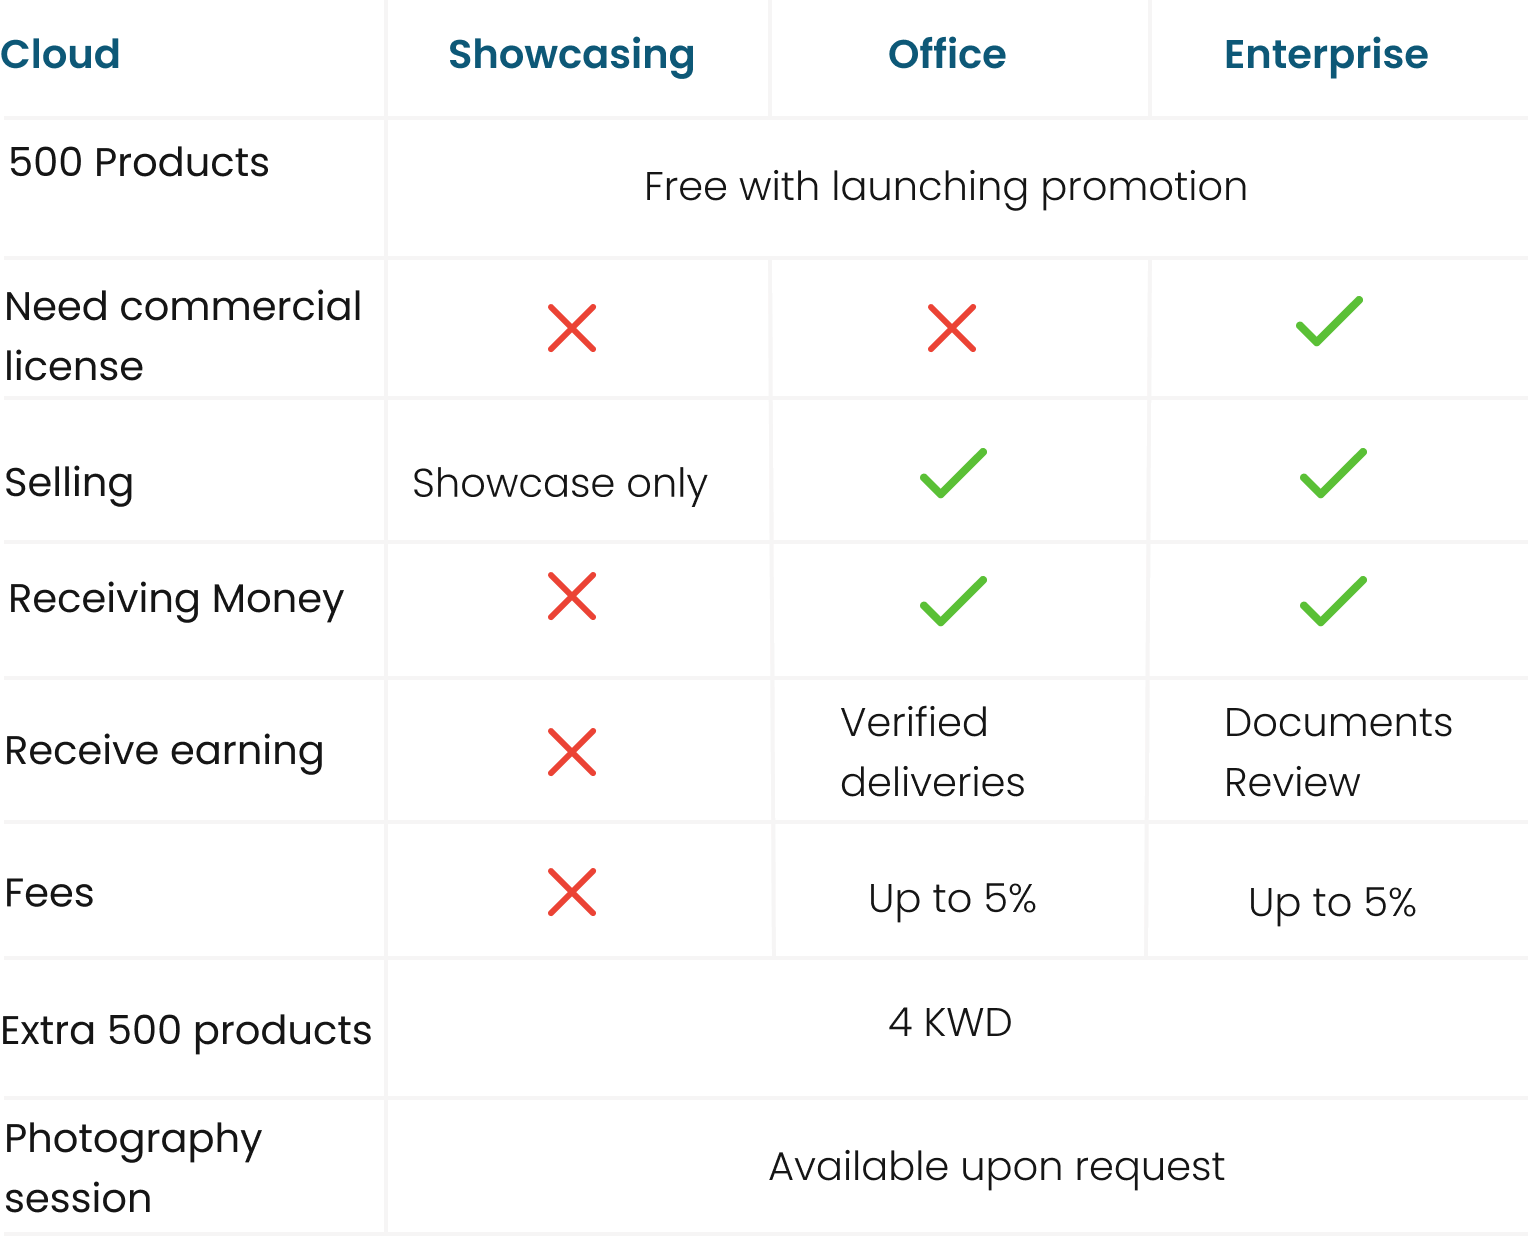 Cloud Showcasing Office Enterprise
500 Products
Free with launching promotion
Need commercial
license
Selling Showcase only
Receiving Money
Receive earning
Verified
deliveries
Documents
Review
Fees Up to 5% Up to 5%
Extra 500 products 4 KWD
Photography
session
Available upon request